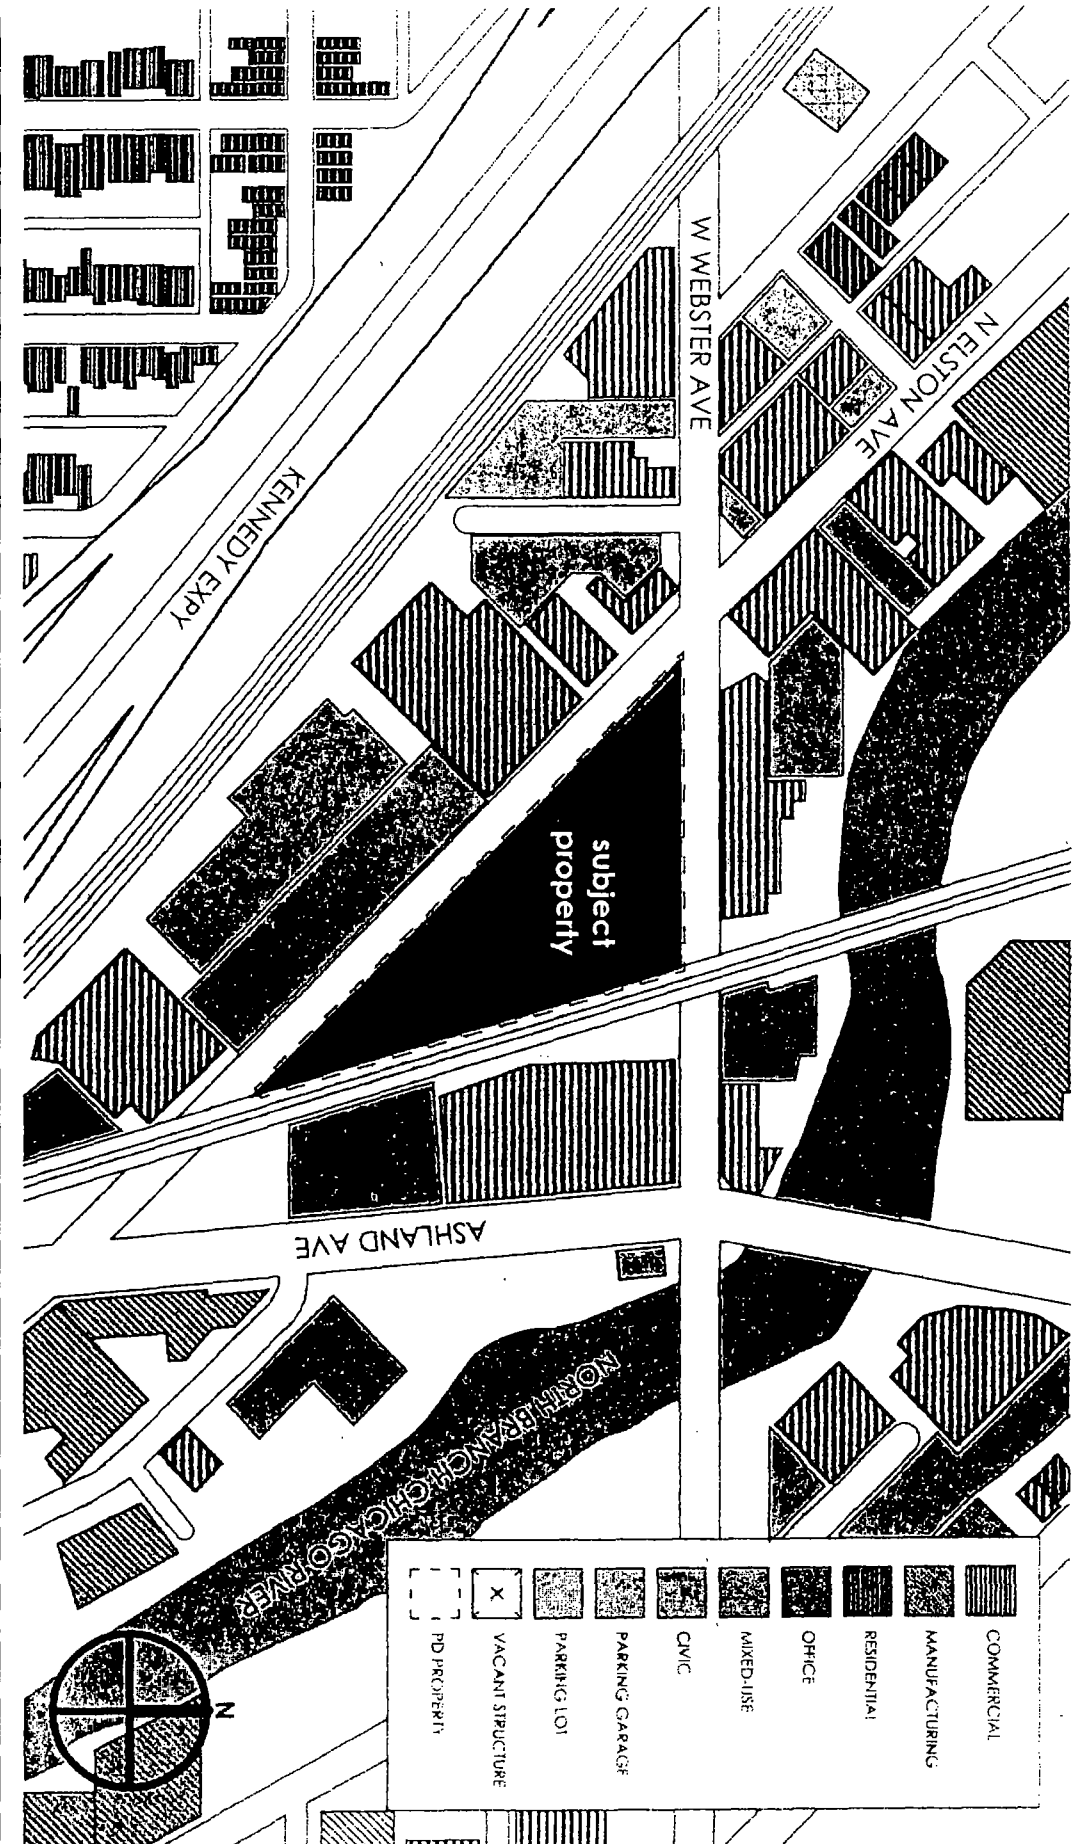 W WEBSTER AVE
N ELSTON AVE
KENNEDY EXPY
subject
property
ASHLAND AVE
NORTH BRANCH CHICAGO RIVER
COMMERCIAL
MANUFACTURING
RESIDENTIAL
OFFICE
MIXED-USE
CIVIC
PARKING GARAGE
PARKING LOT
X
VACANT STRUCTURE
PD PROPERTY
N